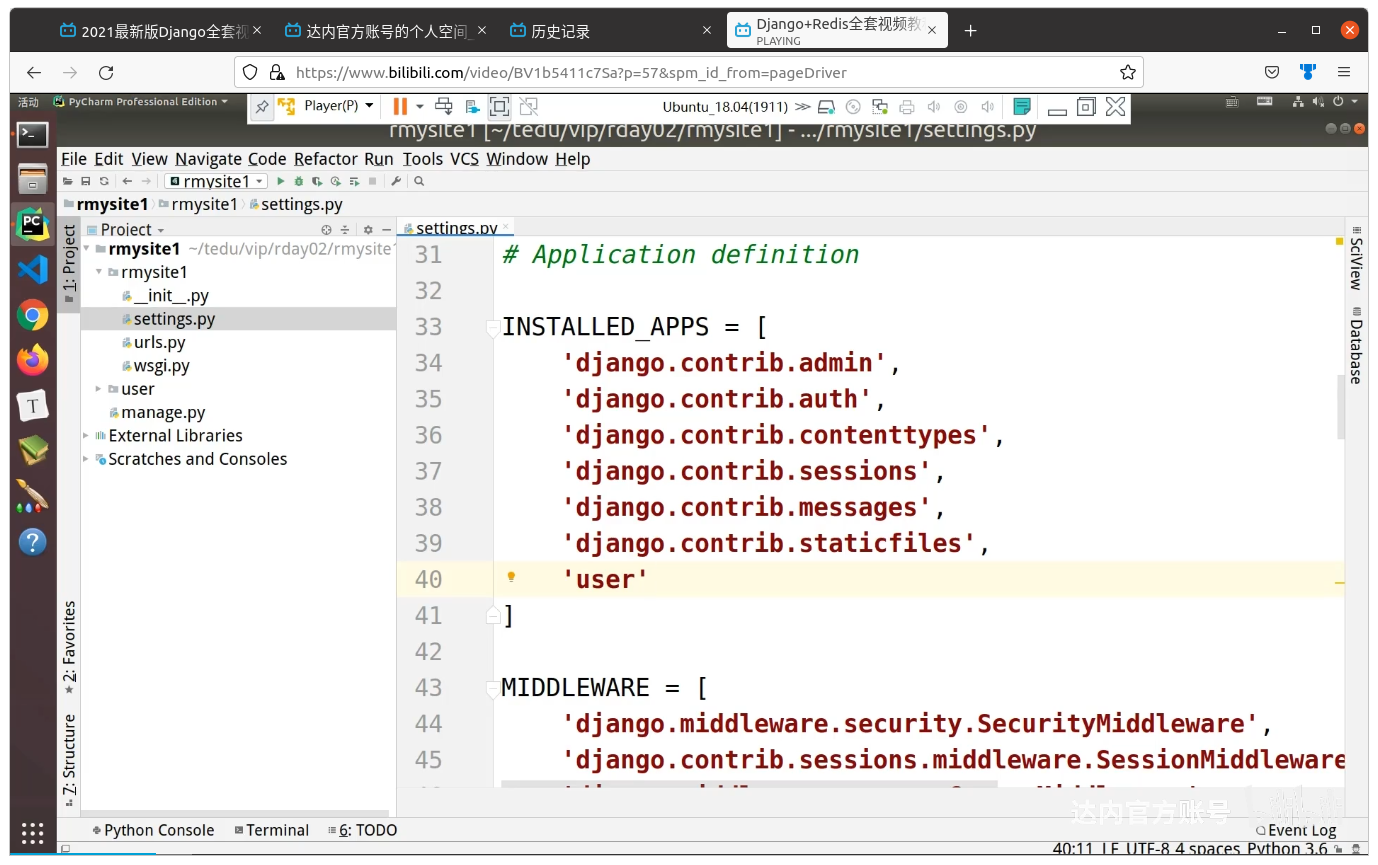 2021最新版Django全套视
达内官方账号的个人空间_
历史记录
Django+Redis全套视频教
PLAYING
https://www.bilibili.com/video/BV1b5411c7Sa?p=57&spm_id_from=pageDriver
活动 PyCharm Professional Edition
Player(P)
Ubuntu_18.04(1911)
rmysite1 [~/tedu/vip/rday02/rmysite1] - .../rmysite1/settings.py
File Edit View Navigate Code Refactor Run Tools VCS Window Help
rmysite1
rmysite1 rmysite1 settings.py
1: Project
Project
rmysite1 ~/tedu/vip/rday02/rmysite1
rmysite1
__init__.py
settings.py
urls.py
wsgi.py
user
manage.py
External Libraries
Scratches and Consoles
settings.py
31 # Application definition
32
33 INSTALLED_APPS = [
34 'django.contrib.admin',
35 'django.contrib.auth',
36 'django.contrib.contenttypes',
37 'django.contrib.sessions',
38 'django.contrib.messages',
39 'django.contrib.staticfiles',
40 'user'
41 ]
42
43 MIDDLEWARE = [
44 'django.middleware.security.SecurityMiddleware',
45 'django.contrib.sessions.middleware.SessionMiddleware
SciView
Database
2: Favorites
7: Structure
达内官方账号
Python Console Terminal 6: TODO Event Log
40:11 LF UTF-8 4 spaces Python 3.6